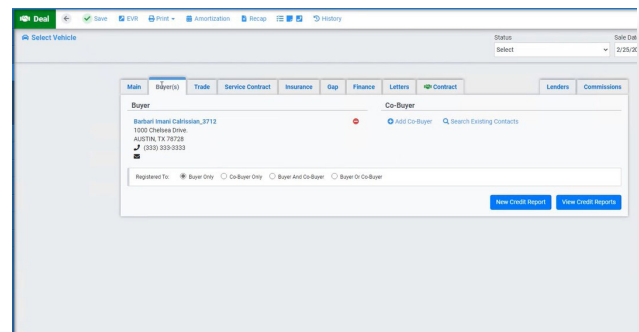 Deal Save EVR Print Amortization Recap History
Select Vehicle
Status Sale Dat
Select 2/25/20
Main Buyer(s) Trade Service Contract Insurance Gap Finance Letters Contract Lenders Commissions
Buyer Co-Buyer
Barbari Imani Calrissian_3712 Add Co-Buyer Search Existing Contacts
1000 Chelsea Drive.
AUSTIN, TX 78728
(333) 333-3333
Registered To: Buyer Only Co-Buyer Only Buyer And Co-Buyer Buyer Or Co-Buyer
New Credit Report View Credit Reports